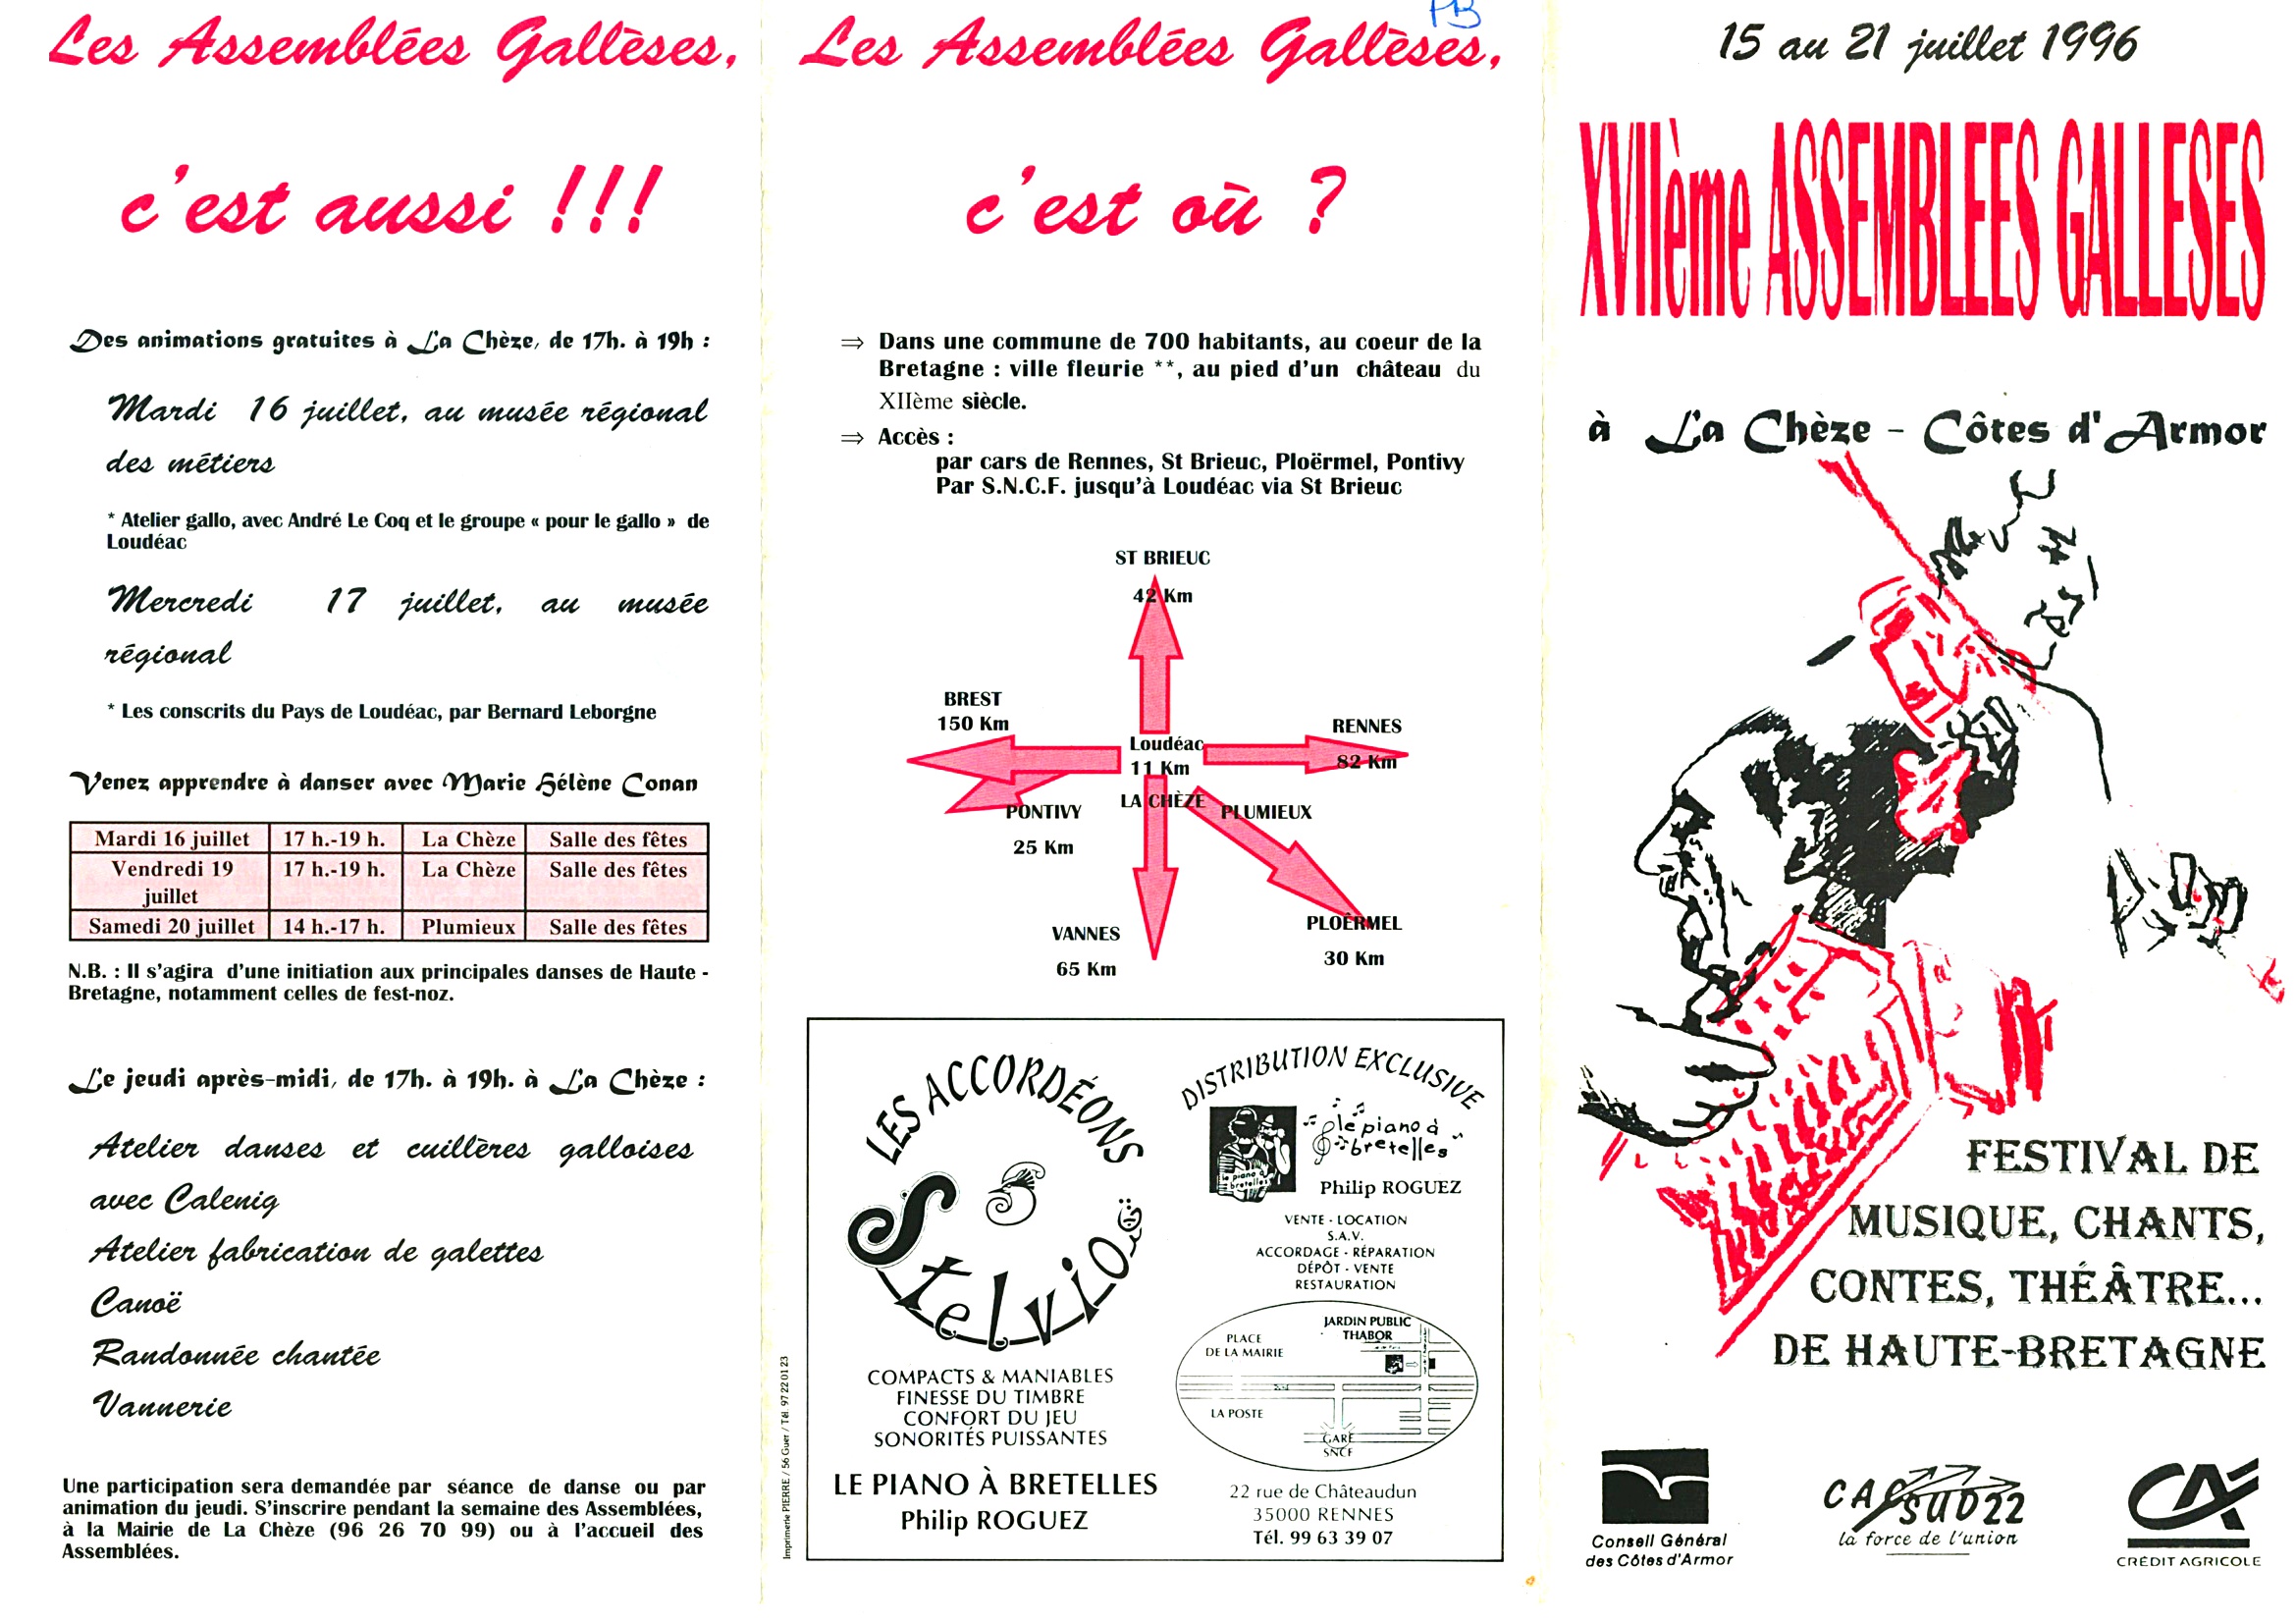 Les Assemblées Gallèses,
c'est aussi !!!
Des animations gratuites à La Chèze, de 17h. à 19h :
Mardi 16 juillet, au musée régional
des métiers
* Atelier gallo, avec André Le Coq et le groupe « pour le gallo » de
Loudéac
Mercredi 17 juillet, au musée
régional
* Les conscrits du Pays de Loudéac, par Bernard Leborgne
Venez apprendre à danser avec Marie Hélène Conan
Mardi 16 juillet 17 h.-19 h. La Chèze Salle des fêtes
Vendredi 19 17 h.-19 h. La Chèze Salle des fêtes
juillet
Samedi 20 juillet 14 h.-17 h. Plumieux Salle des fêtes
N.B. : Il s'agira d'une initiation aux principales danses de Haute -
Bretagne, notamment celles de fest-noz.
Le jeudi après-midi, de 17h. à 19h. à La Chèze :
Atelier danses et cuillères galloises
avec Calenig
Atelier fabrication de galettes
Canoë
Randonnée chantée
Vannerie
Une participation sera demandée par séance de danse ou par
animation du jeudi. S'inscrire pendant la semaine des Assemblées,
à la Mairie de La Chèze (96 26 70 99) ou à l'accueil des
Assemblées.
PB
Les Assemblées Gallèses,
c'est où ?
⇒ Dans une commune de 700 habitants, au coeur de la
Bretagne : ville fleurie **, au pied d'un château du
XIIème siècle.
⇒ Accès :
par cars de Rennes, St Brieuc, Ploërmel, Pontivy
Par S.N.C.F. jusqu'à Loudéac via St Brieuc
ST BRIEUC
42 Km
BREST
150 Km
RENNES
82 Km
Loudéac
11 Km
LA CHÈZE
PLUMIEUX
PONTIVY
25 Km
VANNES
65 Km
PLOËRMEL
30 Km
LES ACCORDÉONS
Stelvio
COMPACTS & MANIABLES
FINESSE DU TIMBRE
CONFORT DU JEU
SONORITÉS PUISSANTES
LE PIANO À BRETELLES
Philip ROGUEZ
DISTRIBUTION EXCLUSIVE
le piano à
bretelles
le piano à
bretelles
Philip ROGUEZ
VENTE - LOCATION
S.A.V.
ACCORDAGE - RÉPARATION
DÉPÔT - VENTE
RESTAURATION
JARDIN PUBLIC
THABOR
PLACE
DE LA MAIRIE
LA POSTE
GARE
SNCF
22 rue de Châteaudun
35000 RENNES
Tél. 99 63 39 07
Imprimerie PIERRE / 56 Guer / Tél. 97 22 01 23
15 au 21 juillet 1996
XVIIème ASSEMBLEES GALLESES
à La Chèze - Côtes d'Armor
FESTIVAL DE
MUSIQUE, CHANTS,
CONTES, THÉÂTRE...
DE HAUTE-BRETAGNE
Conseil Général
des Côtes d'Armor
CAC SUD 22
la force de l'union
CA
CRÉDIT AGRICOLE